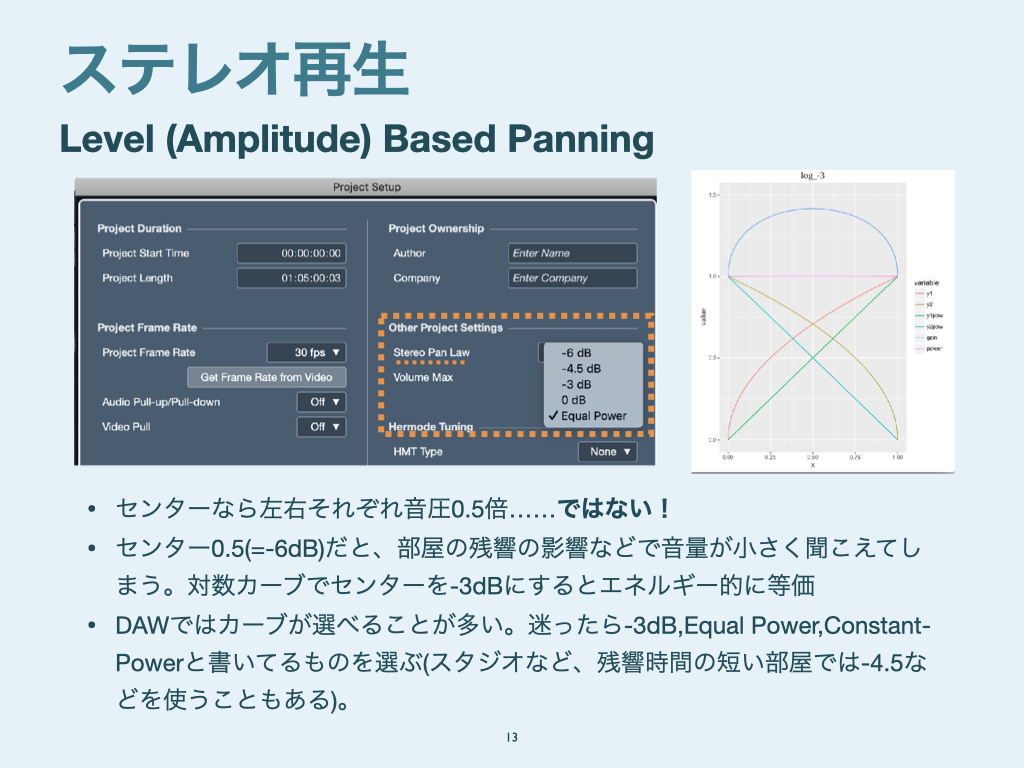 ステレオ再生
Level (Amplitude) Based Panning
Project Setup
Project Duration
Project Start Time 00:00:00:00
Project Length 01:05:00:03
Project Frame Rate
Project Frame Rate 30 fps
Get Frame Rate from Video
Audio Pull-up/Pull-down Off
Video Pull Off
Project Ownership
Author Enter Name
Company Enter Company
Other Project Settings
Stereo Pan Law
Volume Max
-6 dB
-4.5 dB
-3 dB
0 dB
✓ Equal Power
Hermode Tuning
HMT Type None
log_-3
1.5
1.0
0.5
0.0
value
0.00 0.25 0.50 0.75 1.00
x
variable
y1
y2
y1pow
y2pow
gain
power
• センターなら左右それぞれ音圧0.5倍……ではない！
• センター0.5(=-6dB)だと、部屋の残響の影響などで音量が小さく聞こえてし
まう。対数カーブでセンターを-3dBにするとエネルギー的に等価
• DAWではカーブが選べることが多い。迷ったら-3dB,Equal Power,Constant-
Powerと書いてるものを選ぶ(スタジオなど、残響時間の短い部屋では-4.5な
どを使うこともある)。
13